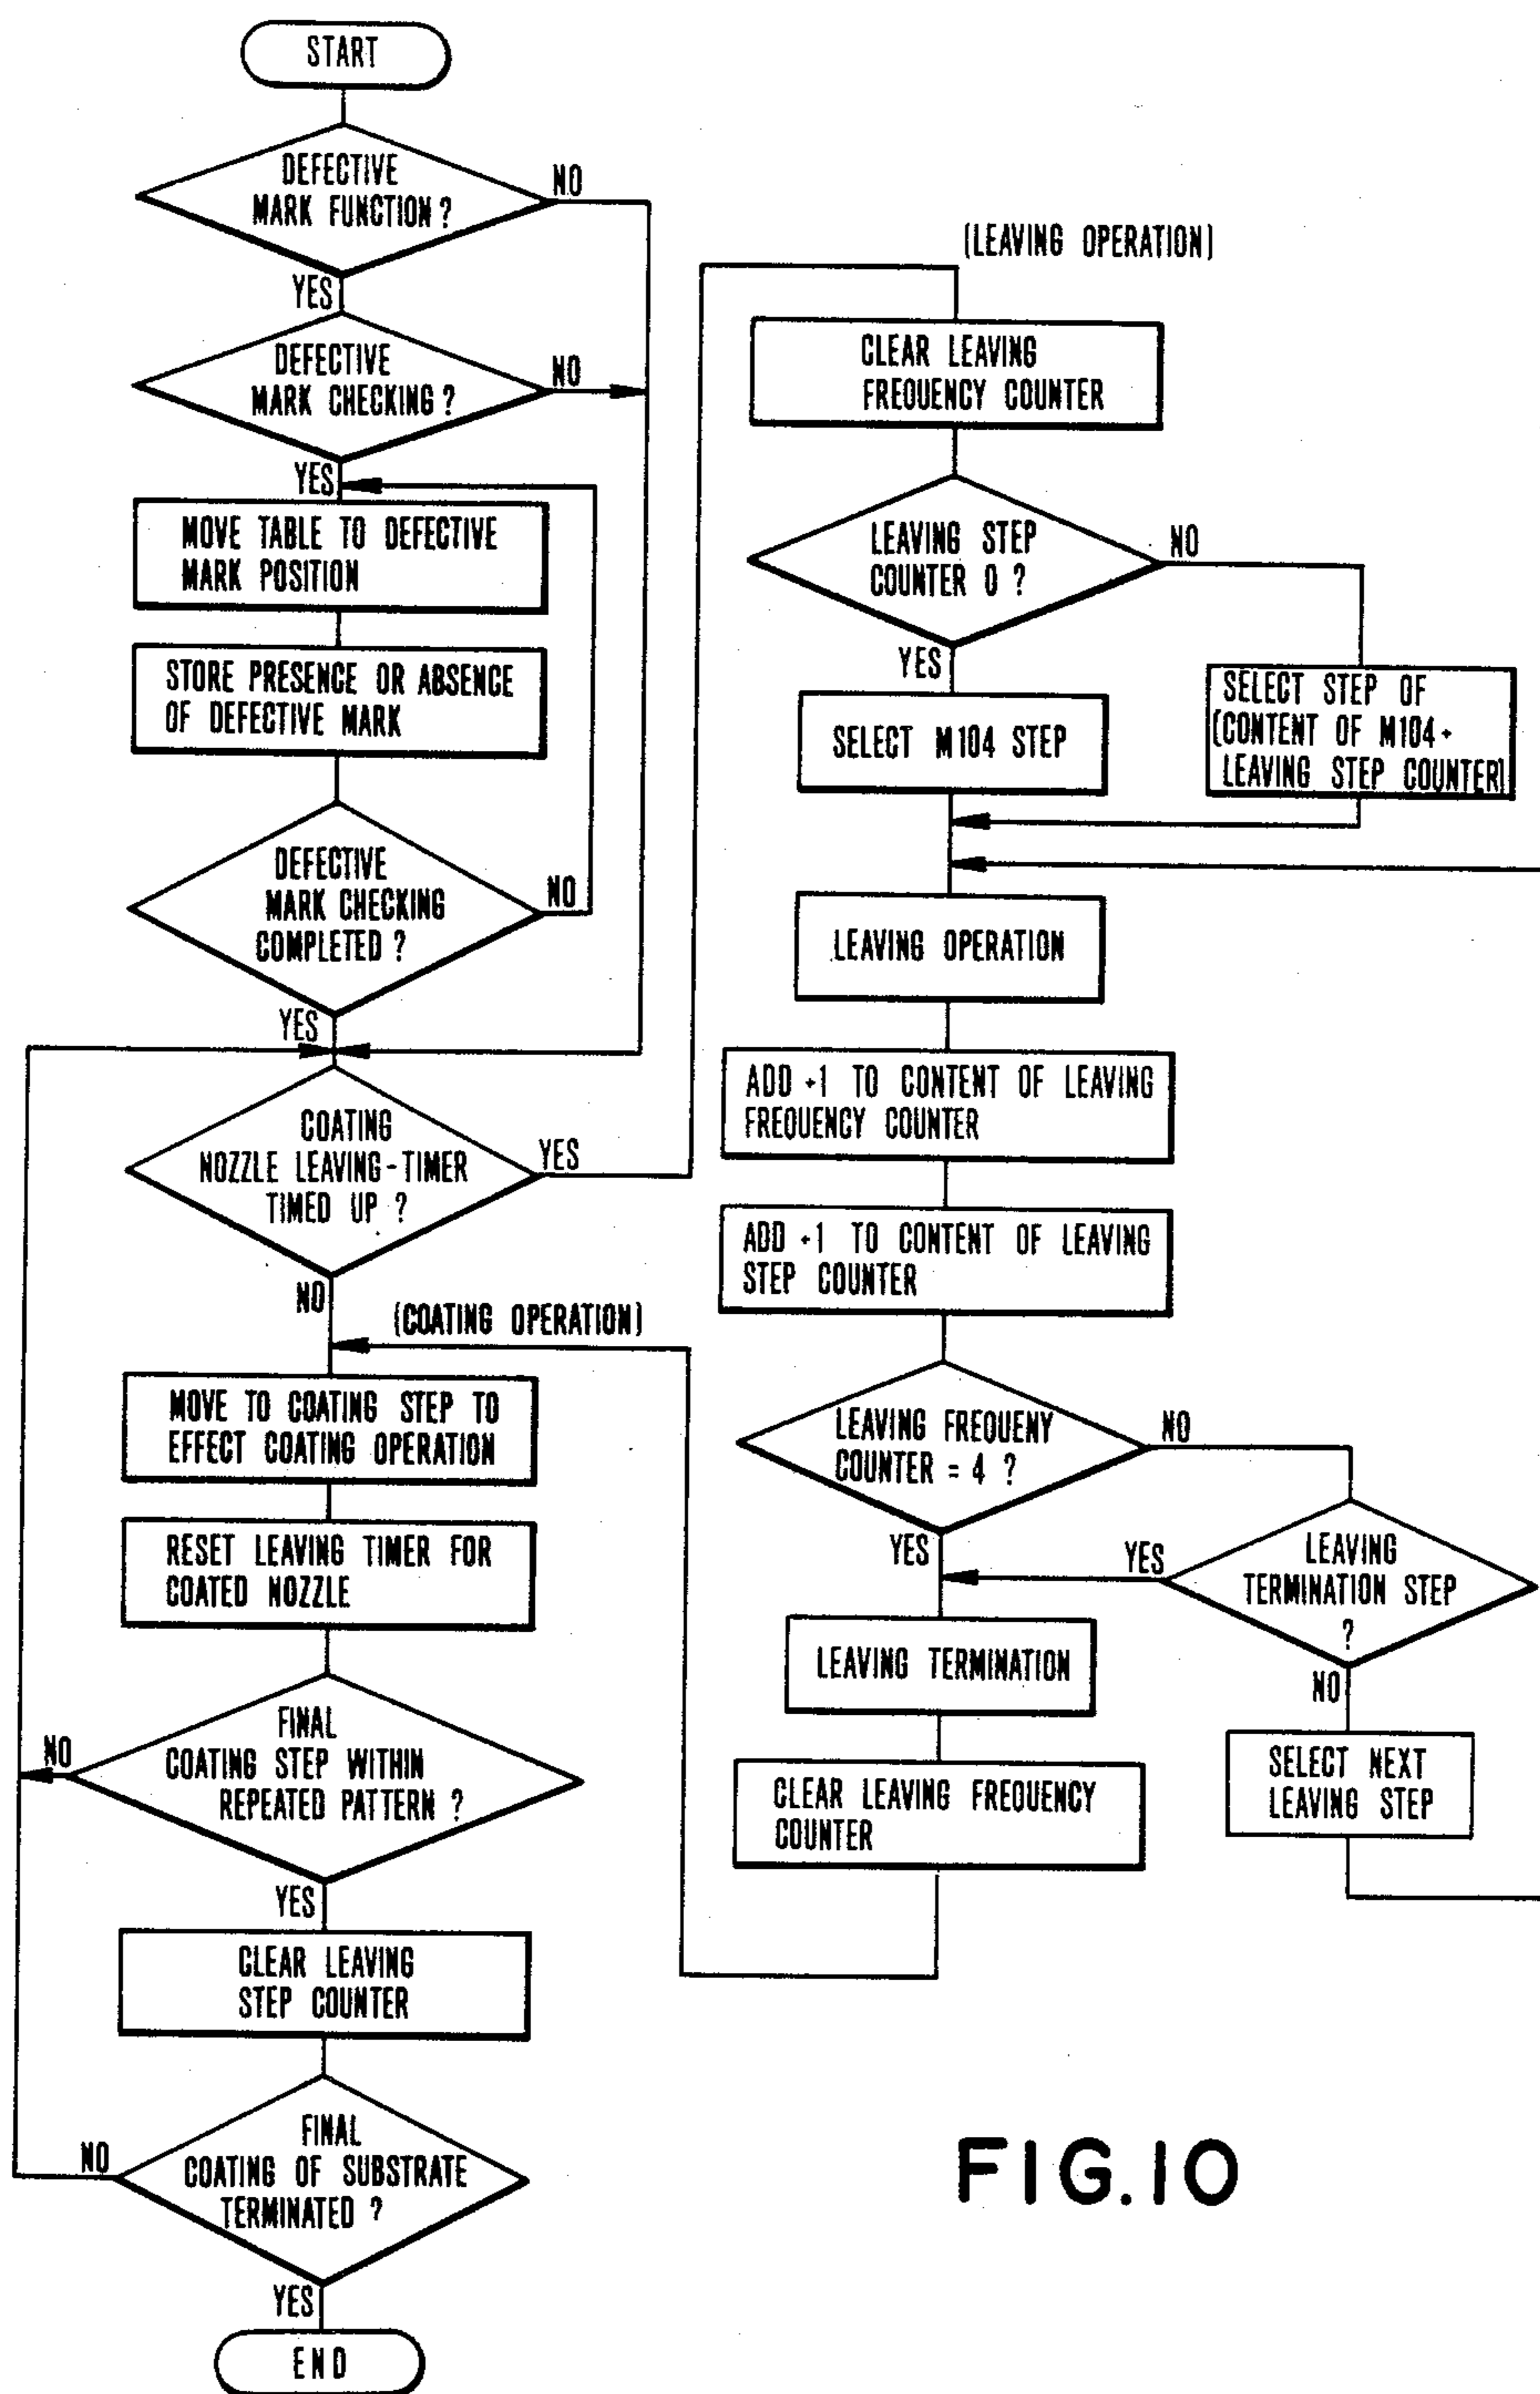 START
DEFECTIVE
MARK FUNCTION?
NO
YES
DEFECTIVE
MARK CHECKING?
NO
YES
MOVE TABLE TO DEFECTIVE
MARK POSITION
STORE PRESENCE OR ABSENCE
OF DEFECTIVE MARK
DEFECTIVE
MARK CHECKING
COMPLETED ?
NO
YES
COATING
NOZZLE LEAVING-TIMER
TIMED UP ?
YES
NO
(COATING OPERATION)
MOVE TO COATING STEP TO
EFFECT COATING OPERATION
RESET LEAVING TIMER FOR
COATED NOZZLE
FINAL
COATING STEP WITHIN
REPEATED PATTERN ?
NO
YES
CLEAR LEAVING
STEP COUNTER
FINAL
COATING OF SUBSTRATE
TERMINATED ?
NO
YES
END
(LEAVING OPERATION)
CLEAR LEAVING
FREQUENCY COUNTER
LEAVING STEP
COUNTER 0 ?
NO
YES
SELECT M104 STEP
SELECT STEP OF
(CONTENT OF M104+
LEAVING STEP COUNTER)
LEAVING OPERATION
ADD +1 TO CONTENT OF LEAVING
FREQUENCY COUNTER
ADD +1 TO CONTENT OF LEAVING
STEP COUNTER
LEAVING FREQUENY
COUNTER = 4 ?
NO
YES
LEAVING
TERMINATION STEP
?
YES
NO
LEAVING TERMINATION
SELECT NEXT
LEAVING STEP
CLEAR LEAVING FREQUENCY
COUNTER
FIG.10